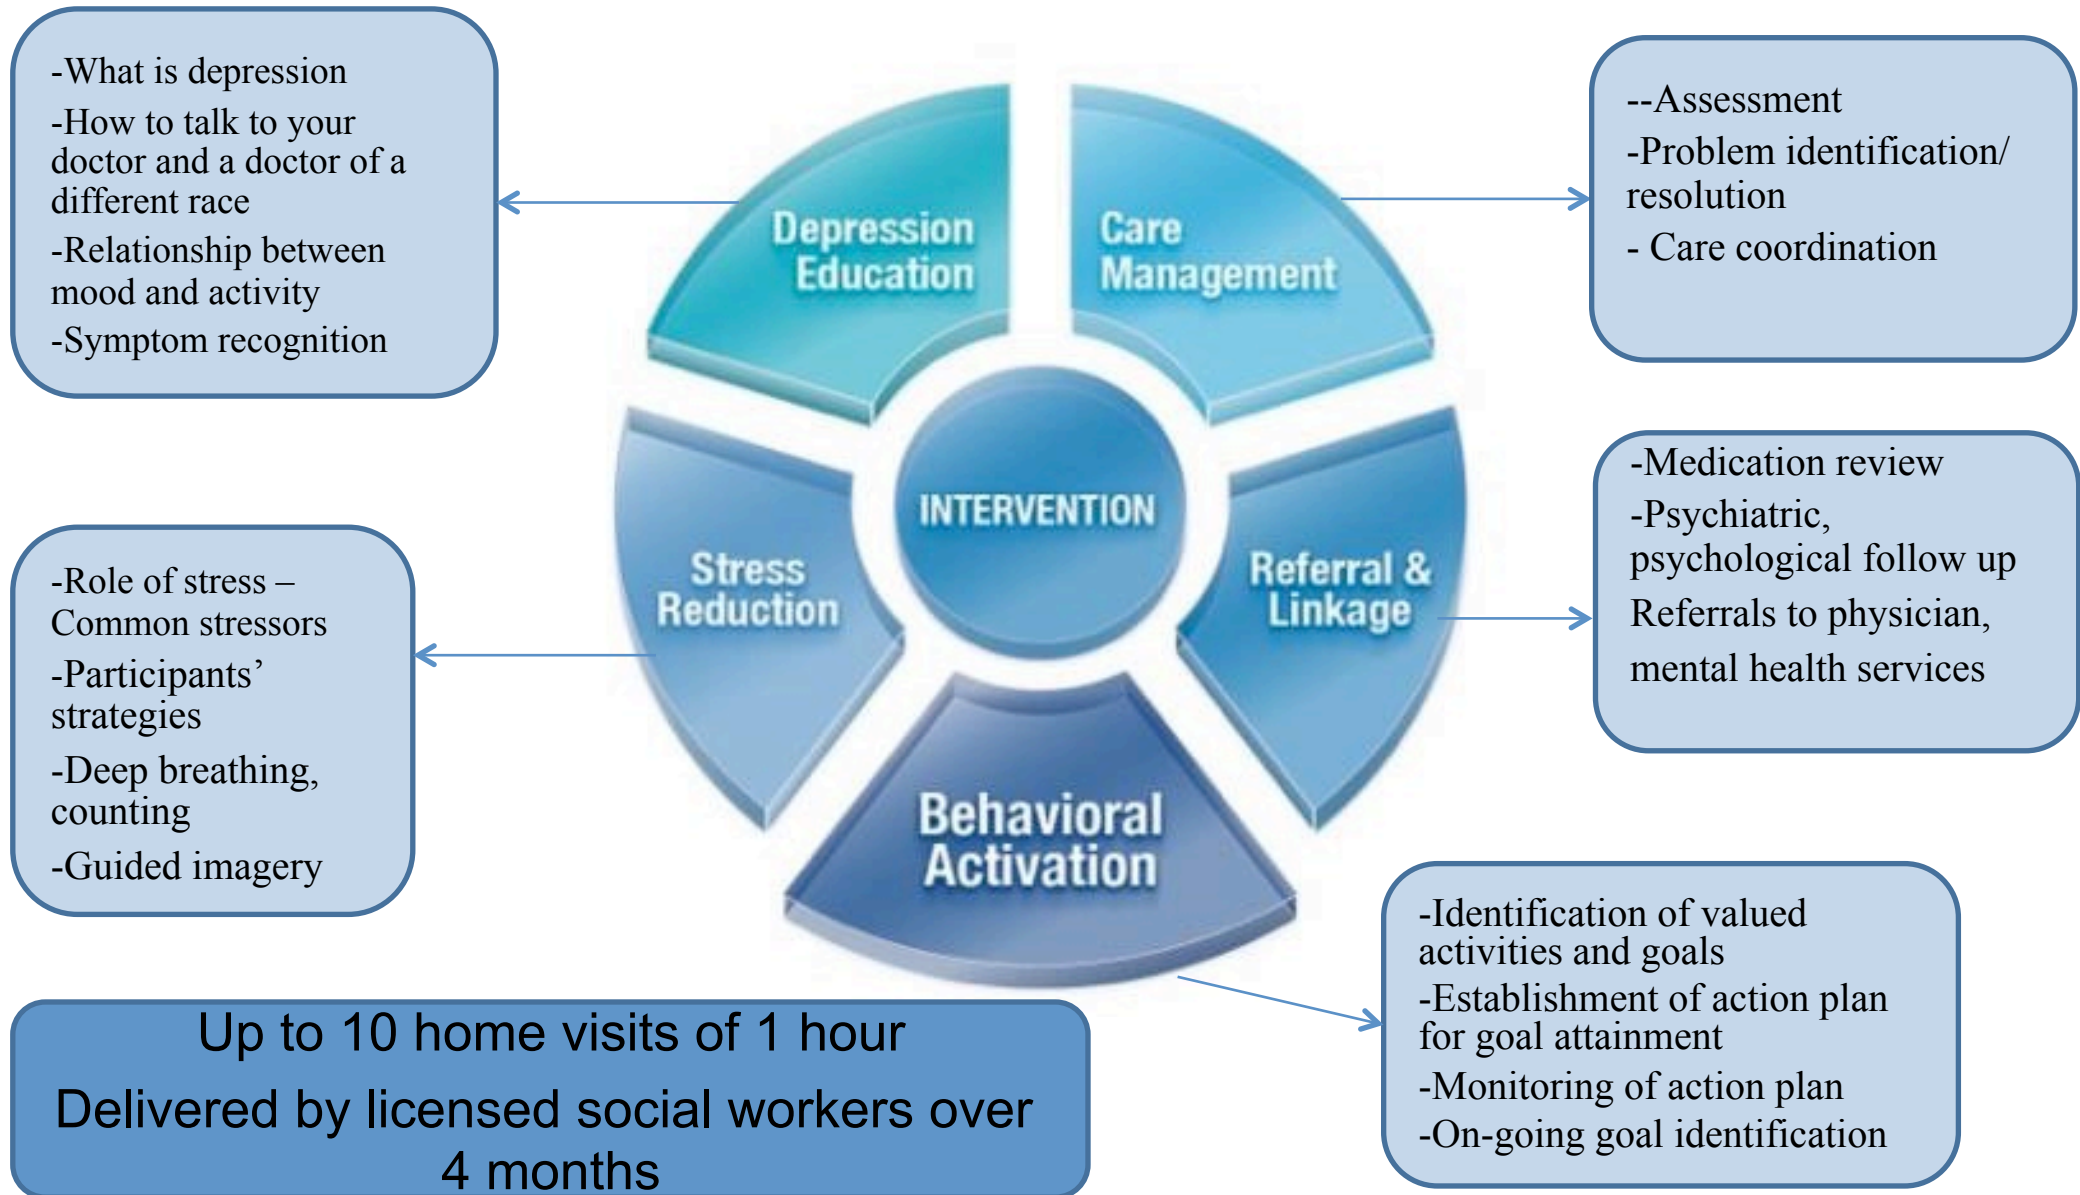 -What is depression
-How to talk to your
doctor and a doctor of a
different race
-Relationship between
mood and activity
-Symptom recognition
Depression
Education
Care
Management
--Assessment
-Problem identification/
resolution
- Care coordination
INTERVENTION
Stress
Reduction
Referral &
Linkage
-Medication review
-Psychiatric,
psychological follow up
Referrals to physician,
mental health services
-Role of stress –
Common stressors
-Participants’
strategies
-Deep breathing,
counting
-Guided imagery
Behavioral
Activation
-Identification of valued
activities and goals
-Establishment of action plan
for goal attainment
-Monitoring of action plan
-On-going goal identification
Up to 10 home visits of 1 hour
Delivered by licensed social workers over
4 months